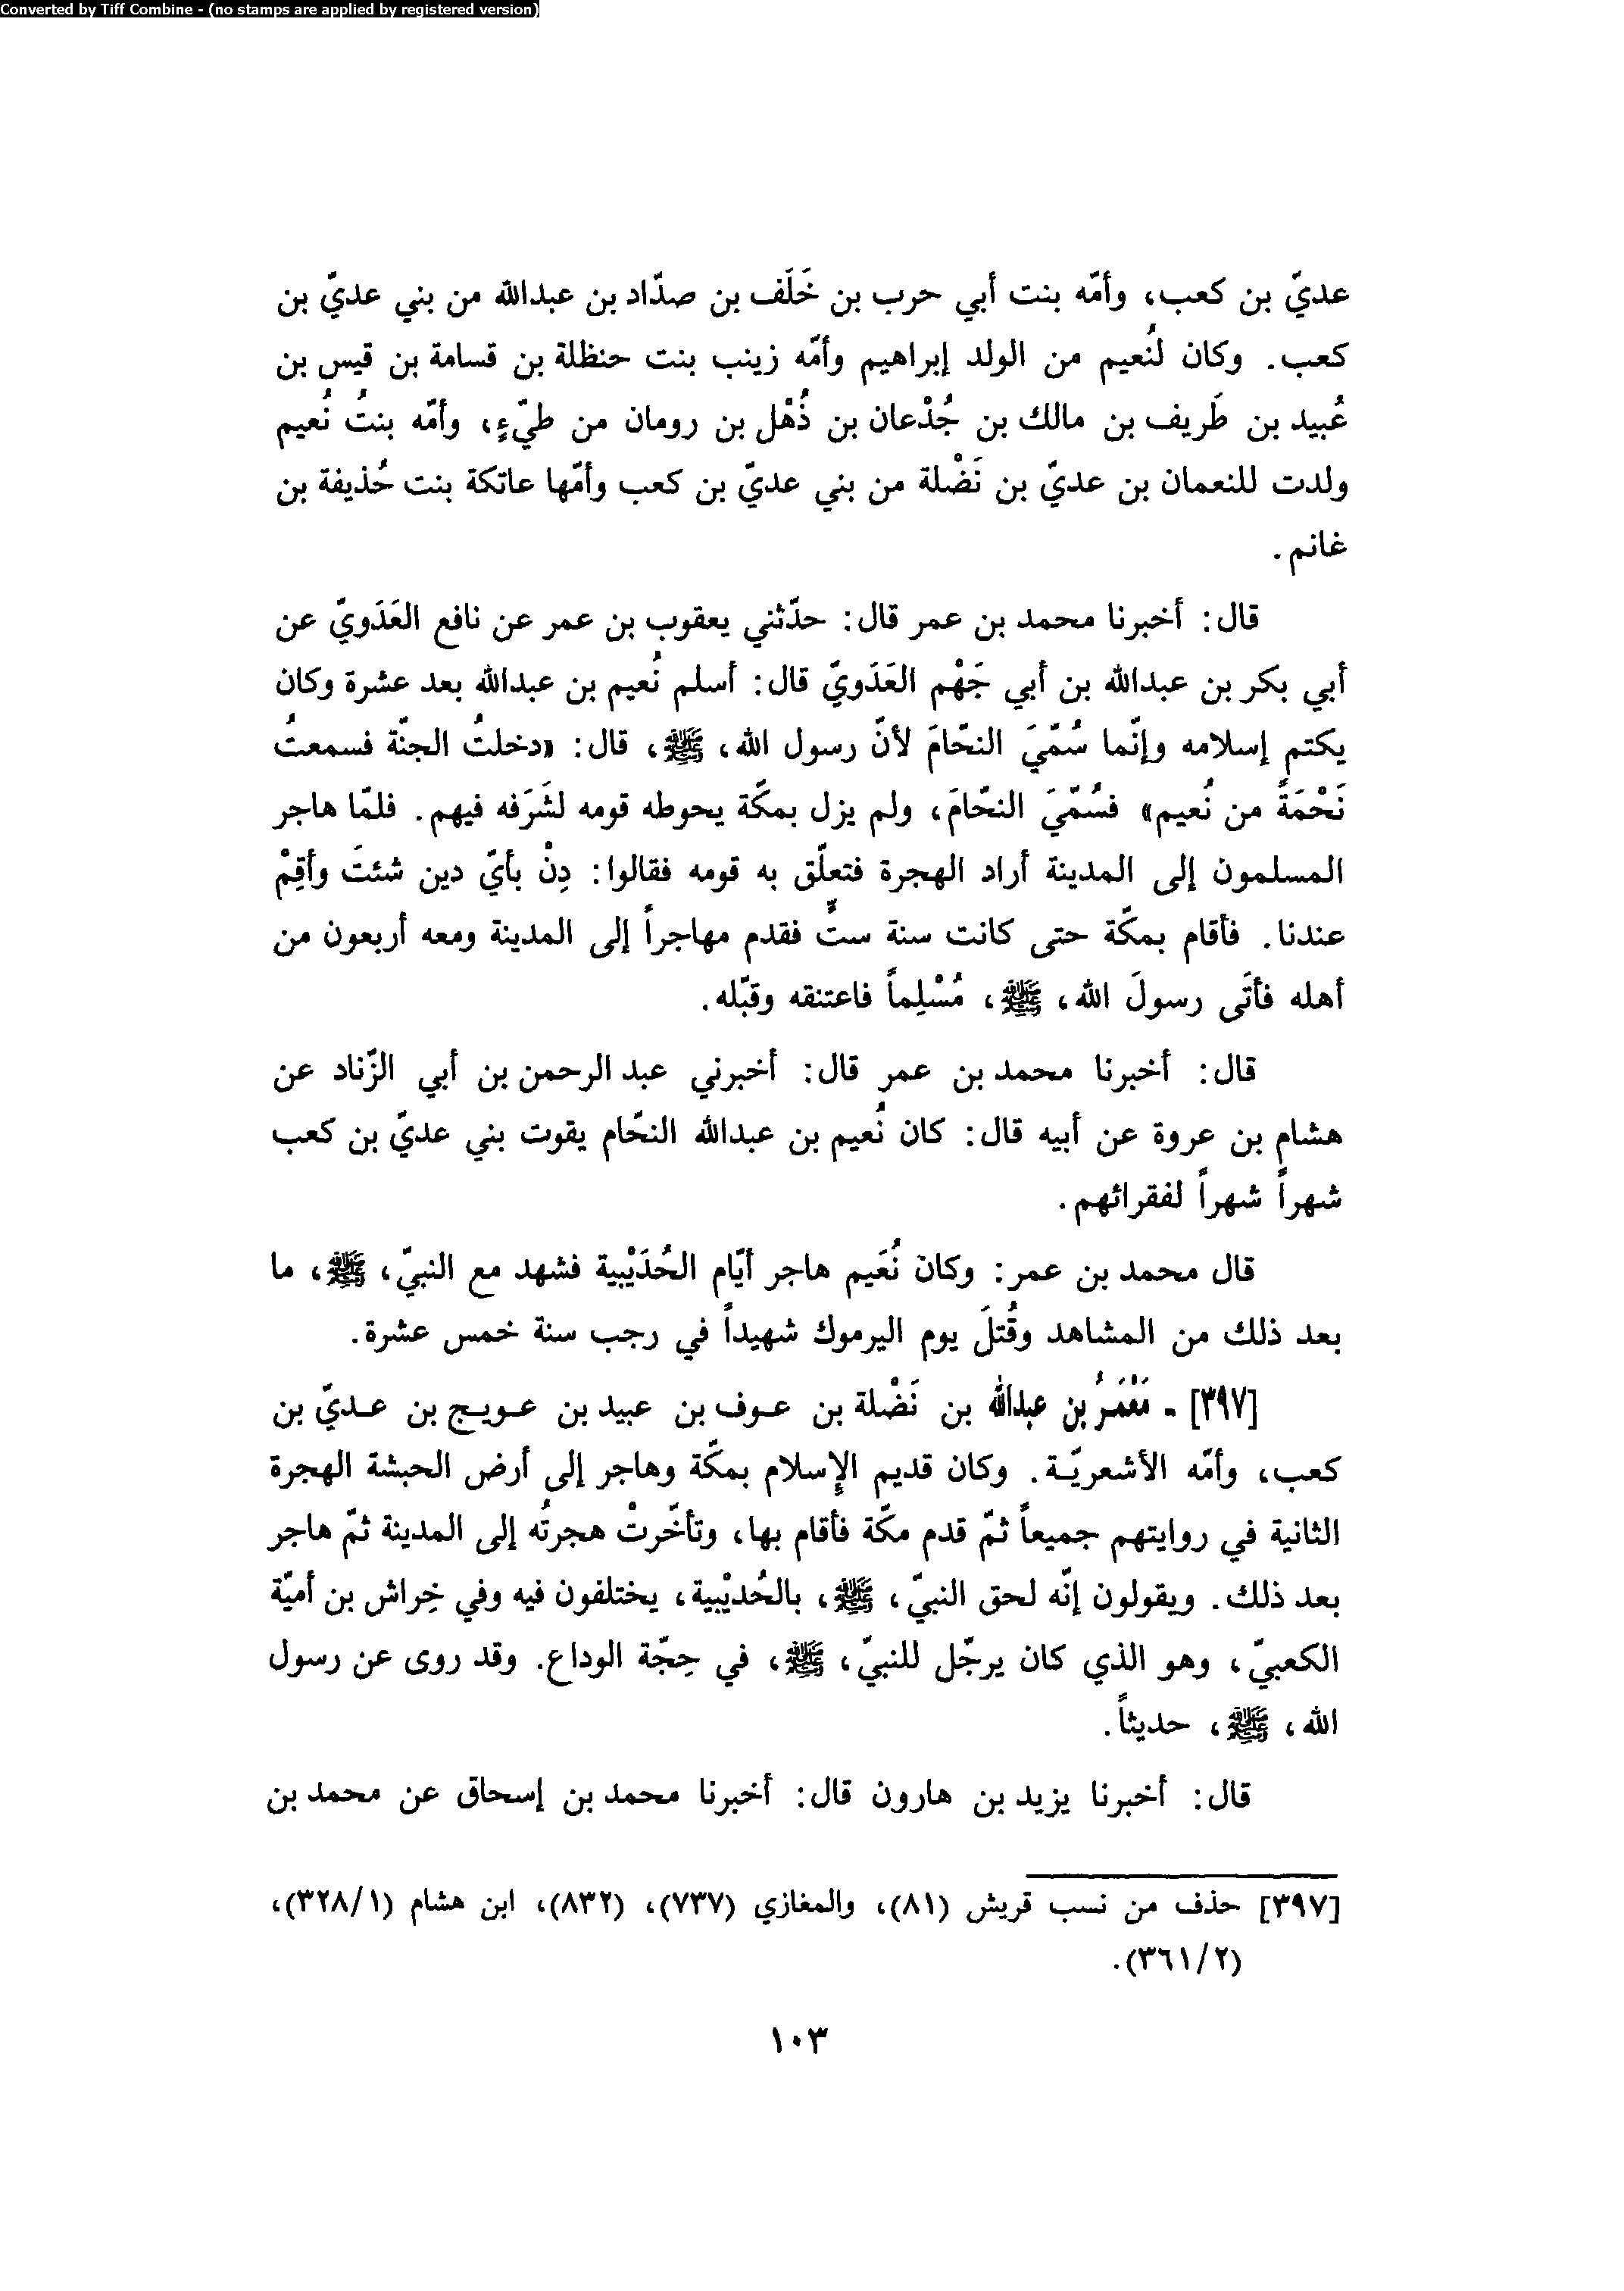 Converted by Tiff Combine - (no stamps are applied by registered version)
عديّ بن كعب، وأمّه بنت أبي حرب بن خَلَف بن صدّاد بن عبدالله من بني عديّ بن
كعب. وكان لنُعيم من الولد إبراهيم وأمّه زينب بنت حنظلة بن قسامة بن قيس بن
عُبيد بن طَريف بن مالك بن جُدْعان بن ذُهْل بن رومان من طيّءٍ، وأمّه بنتُ نُعيم
ولدت للنعمان بن عديّ بن نَضْلة من بني عديّ بن كعب وأمّها عاتكة بنت حُذيفة بن
غانم.
قال: أخبرنا محمد بن عمر قال: حدّثني يعقوب بن عمر عن نافع العَدَويّ عن
أبي بكر بن عبدالله بن أبي جَهْم العَدَويّ قال: أسلم نُعيم بن عبدالله بعد عشرة وكان
يكتم إسلامه وإنّما سُمّيَ النحّامَ لأنّ رسول الله، ﷺ، قال: «دخلتُ الجنّة فسمعتُ
نَحْمَةً من نُعيم» فسُمّيَ النحّامَ، ولم يزل بمكّة يحوطه قومه لشَرَفه فيهم. فلمّا هاجر
المسلمون إلى المدينة أراد الهجرة فتعلّق به قومه فقالوا: دِنْ بأيّ دين شئتَ وأقِمْ
عندنا. فأقام بمكّة حتى كانت سنة ستٍّ فقدم مهاجراً إلى المدينة ومعه أربعون من
أهله فأتَى رسولَ الله، ﷺ، مُسْلِماً فاعتنقه وقبّله.
قال: أخبرنا محمد بن عمر قال: أخبرني عبد الرحمن بن أبي الزّناد عن
هشام بن عروة عن أبيه قال: كان نُعيم بن عبدالله النحّام يقوت بني عديّ بن كعب
شهراً شهراً لفقرائهم.
قال محمد بن عمر: وكان نُعَيم هاجر أيّام الحُدَيْبية فشهد مع النبيّ، ﷺ، ما
بعد ذلك من المشاهد وقُتلَ يوم اليرموك شهيداً في رجب سنة خمس عشرة.
[٣٩٧] - مَعْمَرُ بن عبدالله بن نَضْلة بن عوف بن عبيد بن عويج بن عديّ بن
كعب، وأمّه الأشعريّة. وكان قديم الإسلام بمكّة وهاجر إلى أرض الحبشة الهجرة
الثانية في روايتهم جميعاً ثمّ قدم مكّة فأقام بها، وتأخّرتْ هجرتُه إلى المدينة ثمّ هاجر
بعد ذلك. ويقولون إنّه لحق النبيّ، ﷺ، بالحُديْبية، يختلفون فيه وفي خِراش بن أميّة
الكعبيّ، وهو الذي كان يرجّل للنبيّ، ﷺ، في حِجّة الوداع. وقد روى عن رسول
الله، ﷺ، حديثاً.
قال: أخبرنا يزيد بن هارون قال: أخبرنا محمد بن إسحاق عن محمد بن
[٣٩٧] حذف من نسب قريش (٨١)، والمغازي (٧٣٧)، (٨٣٢)، ابن هشام (٣٢٨/١)،
(٣٦١/٢).
١٠٣